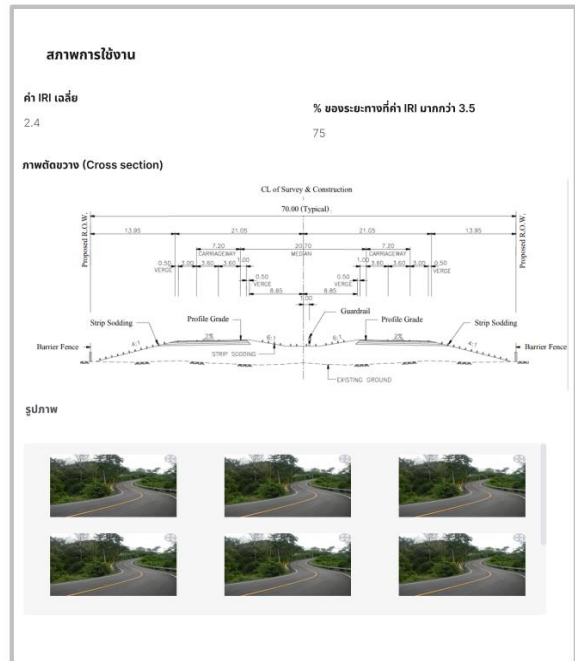 สภาพการใช้งาน
ค่า IRI เฉลี่ย
2.4
% ของระยะทางที่ค่า IRI มากกว่า 3.5
75
ภาพตัดขวาง (Cross section)
CL of Survey & Construction
70.00 (Typical)
13.95 21.05 21.05 13.95
7.20 20.70 7.20
CARRIAGEWAY MEDIAN CARRIAGEWAY
Proposed R.O.W. Proposed R.O.W.
0.50 2.00 3.60 3.60 1.00 1.00 3.60 3.60 2.00 0.50
VERGE VERGE
0.50 0.50
VERGE VERGE
8.85 8.85
1.00
Guardrail
Strip Sodding Profile Grade Profile Grade Strip Sodding
Barrier Fence 4:1 2% 6:1 6:1 2% 4:1 Barrier Fence
STRIP SODDING
EXISTING GROUND
รูปภาพ